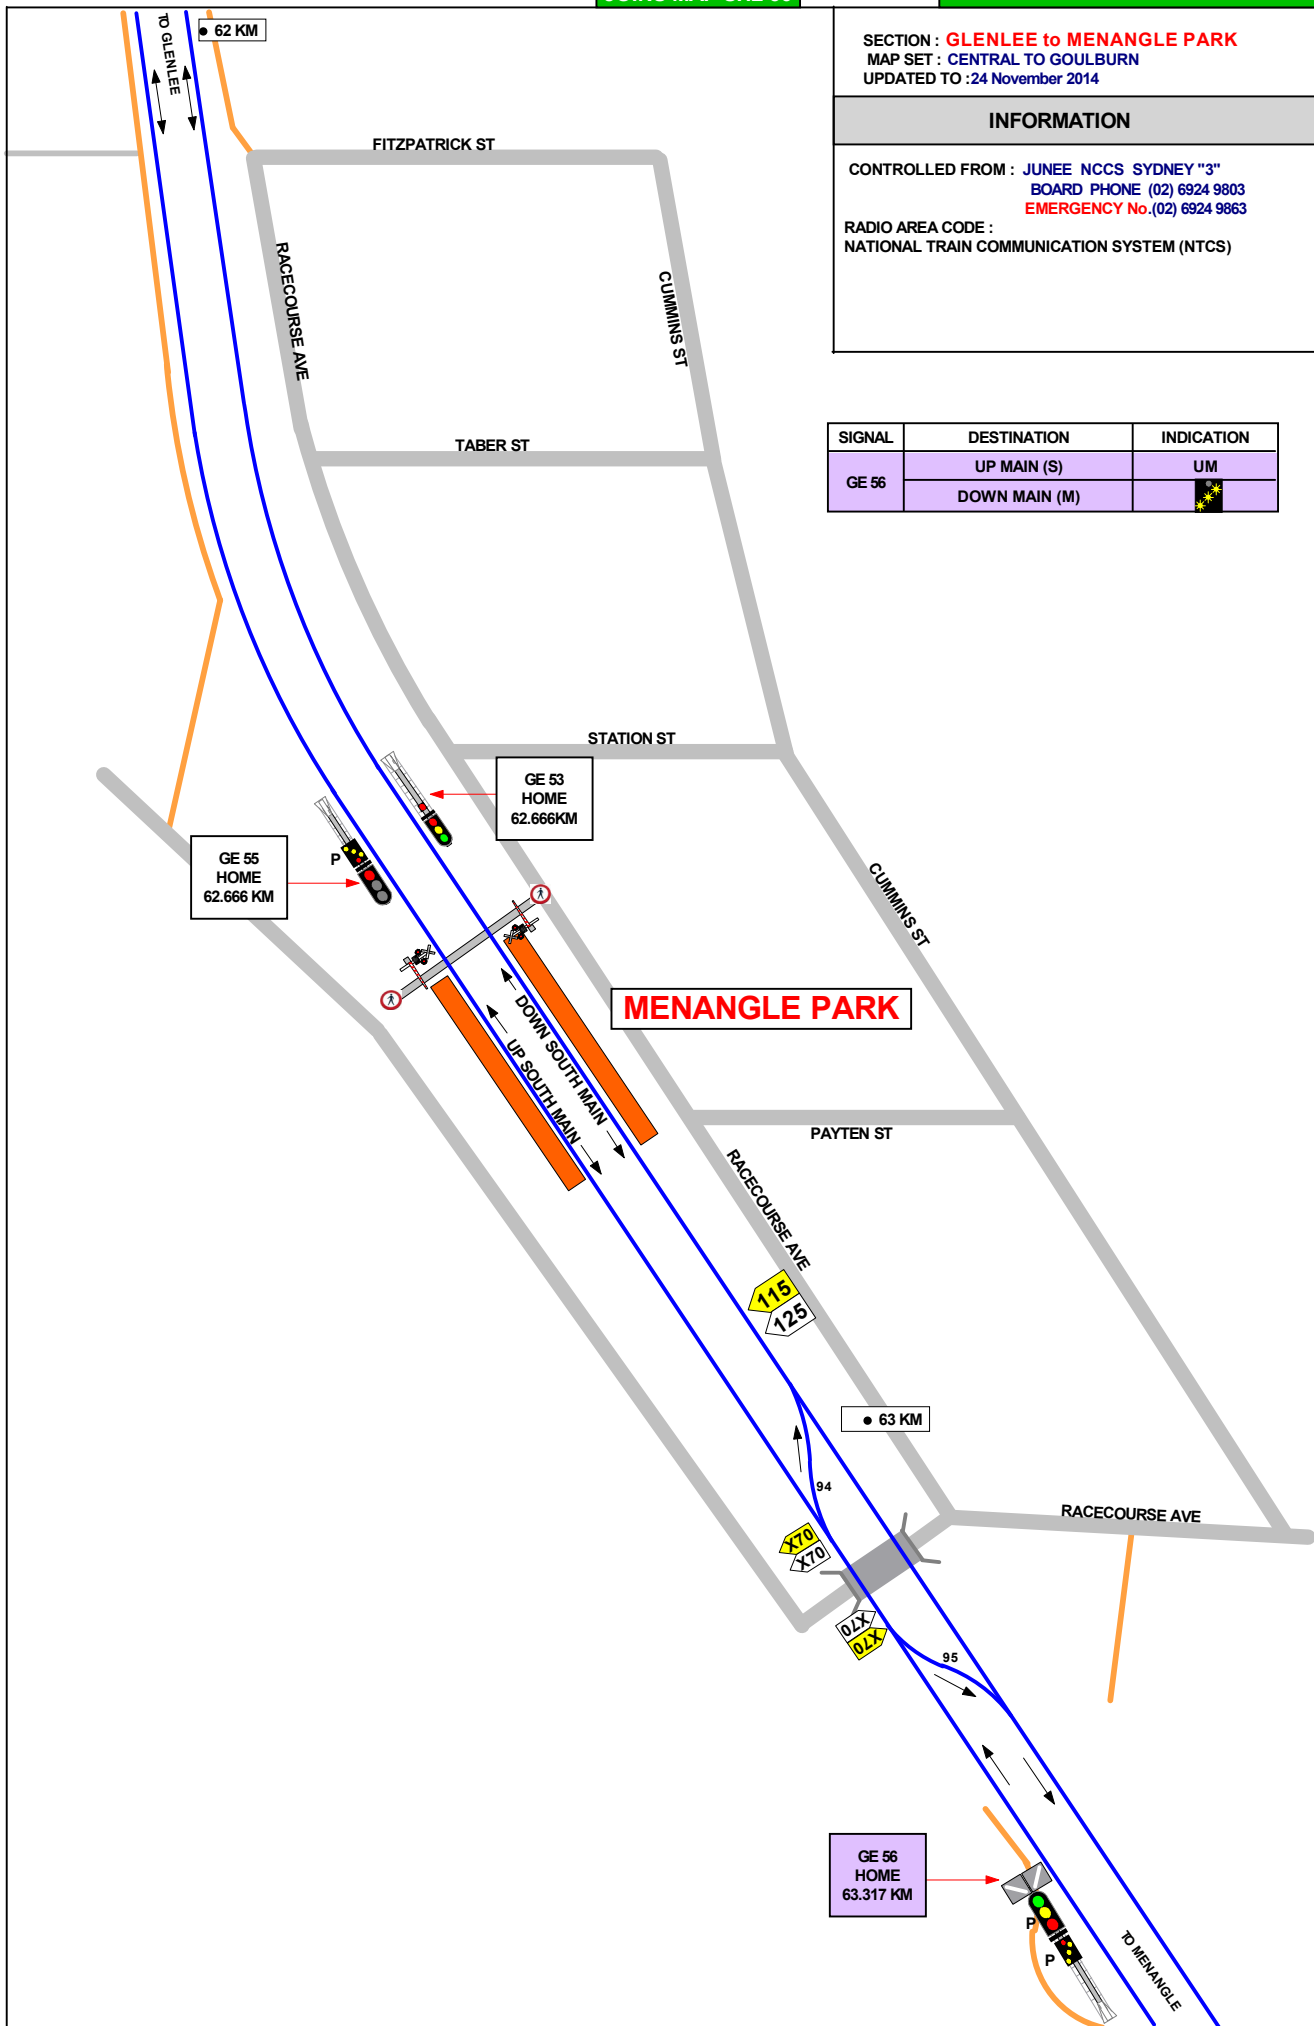 SECTION : GLENLEE to MENANGLE PARK
MAP SET : CENTRAL TO GOULBURN
UPDATED TO :24 November 2014
INFORMATION
CONTROLLED FROM : JUNEE NCCS SYDNEY "3"
BOARD PHONE (02) 6924 9803
EMERGENCY No.(02) 6924 9863
RADIO AREA CODE :
NATIONAL TRAIN COMMUNICATION SYSTEM (NTCS)
SIGNAL DESTINATION INDICATION
GE 56 UP MAIN (S) UM
DOWN MAIN (M)
TO GLENLEE
62 KM
FITZPATRICK ST
RACECOURSE AVE
CUMMINS ST
TABER ST
STATION ST
GE 53
HOME
62.666KM
GE 55
HOME
62.666 KM
P
CUMMINS ST
MENANGLE PARK
DOWN SOUTH MAIN
UP SOUTH MAIN
PAYTEN ST
RACECOURSE AVE
115
125
63 KM
94
RACECOURSE AVE
X70
X70
X70
X70
95
GE 56
HOME
63.317 KM
P
P
TO MENANGLE